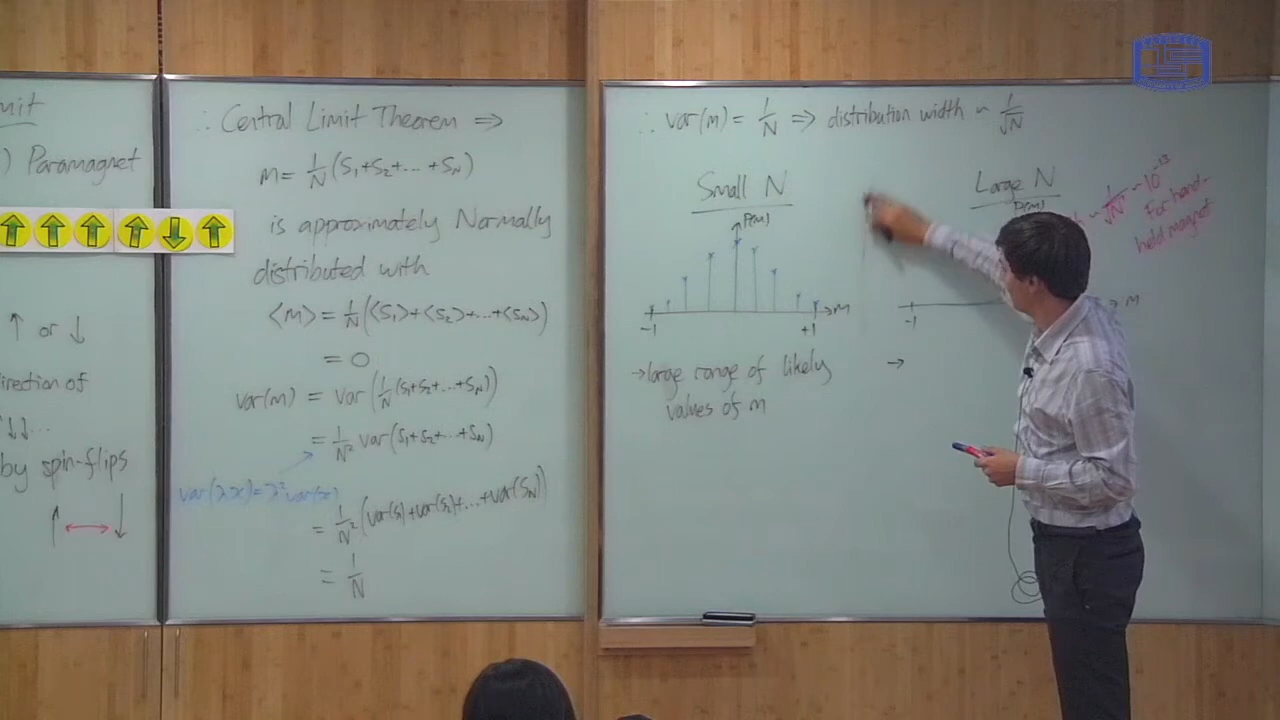 mit
) Paramagnet
↑ or ↓
irection of
↓↓...
by spin-flips
∴ Central Limit Theorem ⇒
m = 1/N (S₁+S₂+...+S_N)
is approximately Normally
distributed with
⟨m⟩ = 1/N (⟨S₁⟩+⟨S₂⟩+...+⟨S_N⟩)
= 0
var(m) = var(1/N (S₁+S₂+...+S_N))
= 1/N² var(S₁+S₂+...+S_N)
var(λx)=λ²var(x)
= 1/N² (var(S₁)+var(S₂)+...+var(S_N))
= 1/N
∴ var(m) = 1/N ⇒ distribution width ~ 1/√N
Small N
P(m)
-1 +1 →m
→large range of likely
values of m
Large N
P(m)
~ 1/√N ~ 10⁻¹³
For hand-
held magnet
-1 → m
→